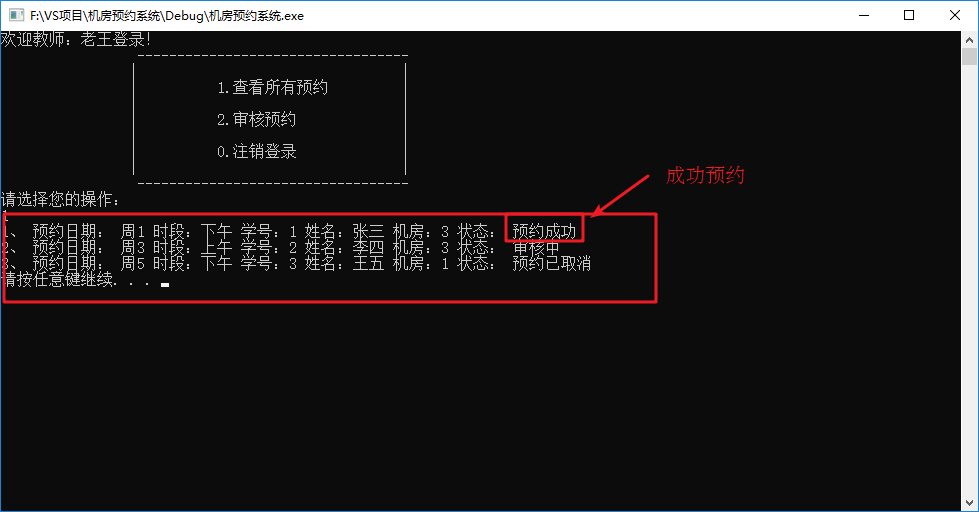 F:\VS项目\机房预约系统\Debug\机房预约系统.exe
欢迎教师：老王登录！
1.查看所有预约
2.审核预约
0.注销登录
成功预约
请选择您的操作：
1
1、 预约日期： 周1 时段：下午 学号：1 姓名：张三 机房：3 状态： 预约成功
2、 预约日期： 周3 时段：上午 学号：2 姓名：李四 机房：3 状态： 审核中
3、 预约日期： 周5 时段：下午 学号：3 姓名：王五 机房：1 状态： 预约已取消
请按任意键继续. . .